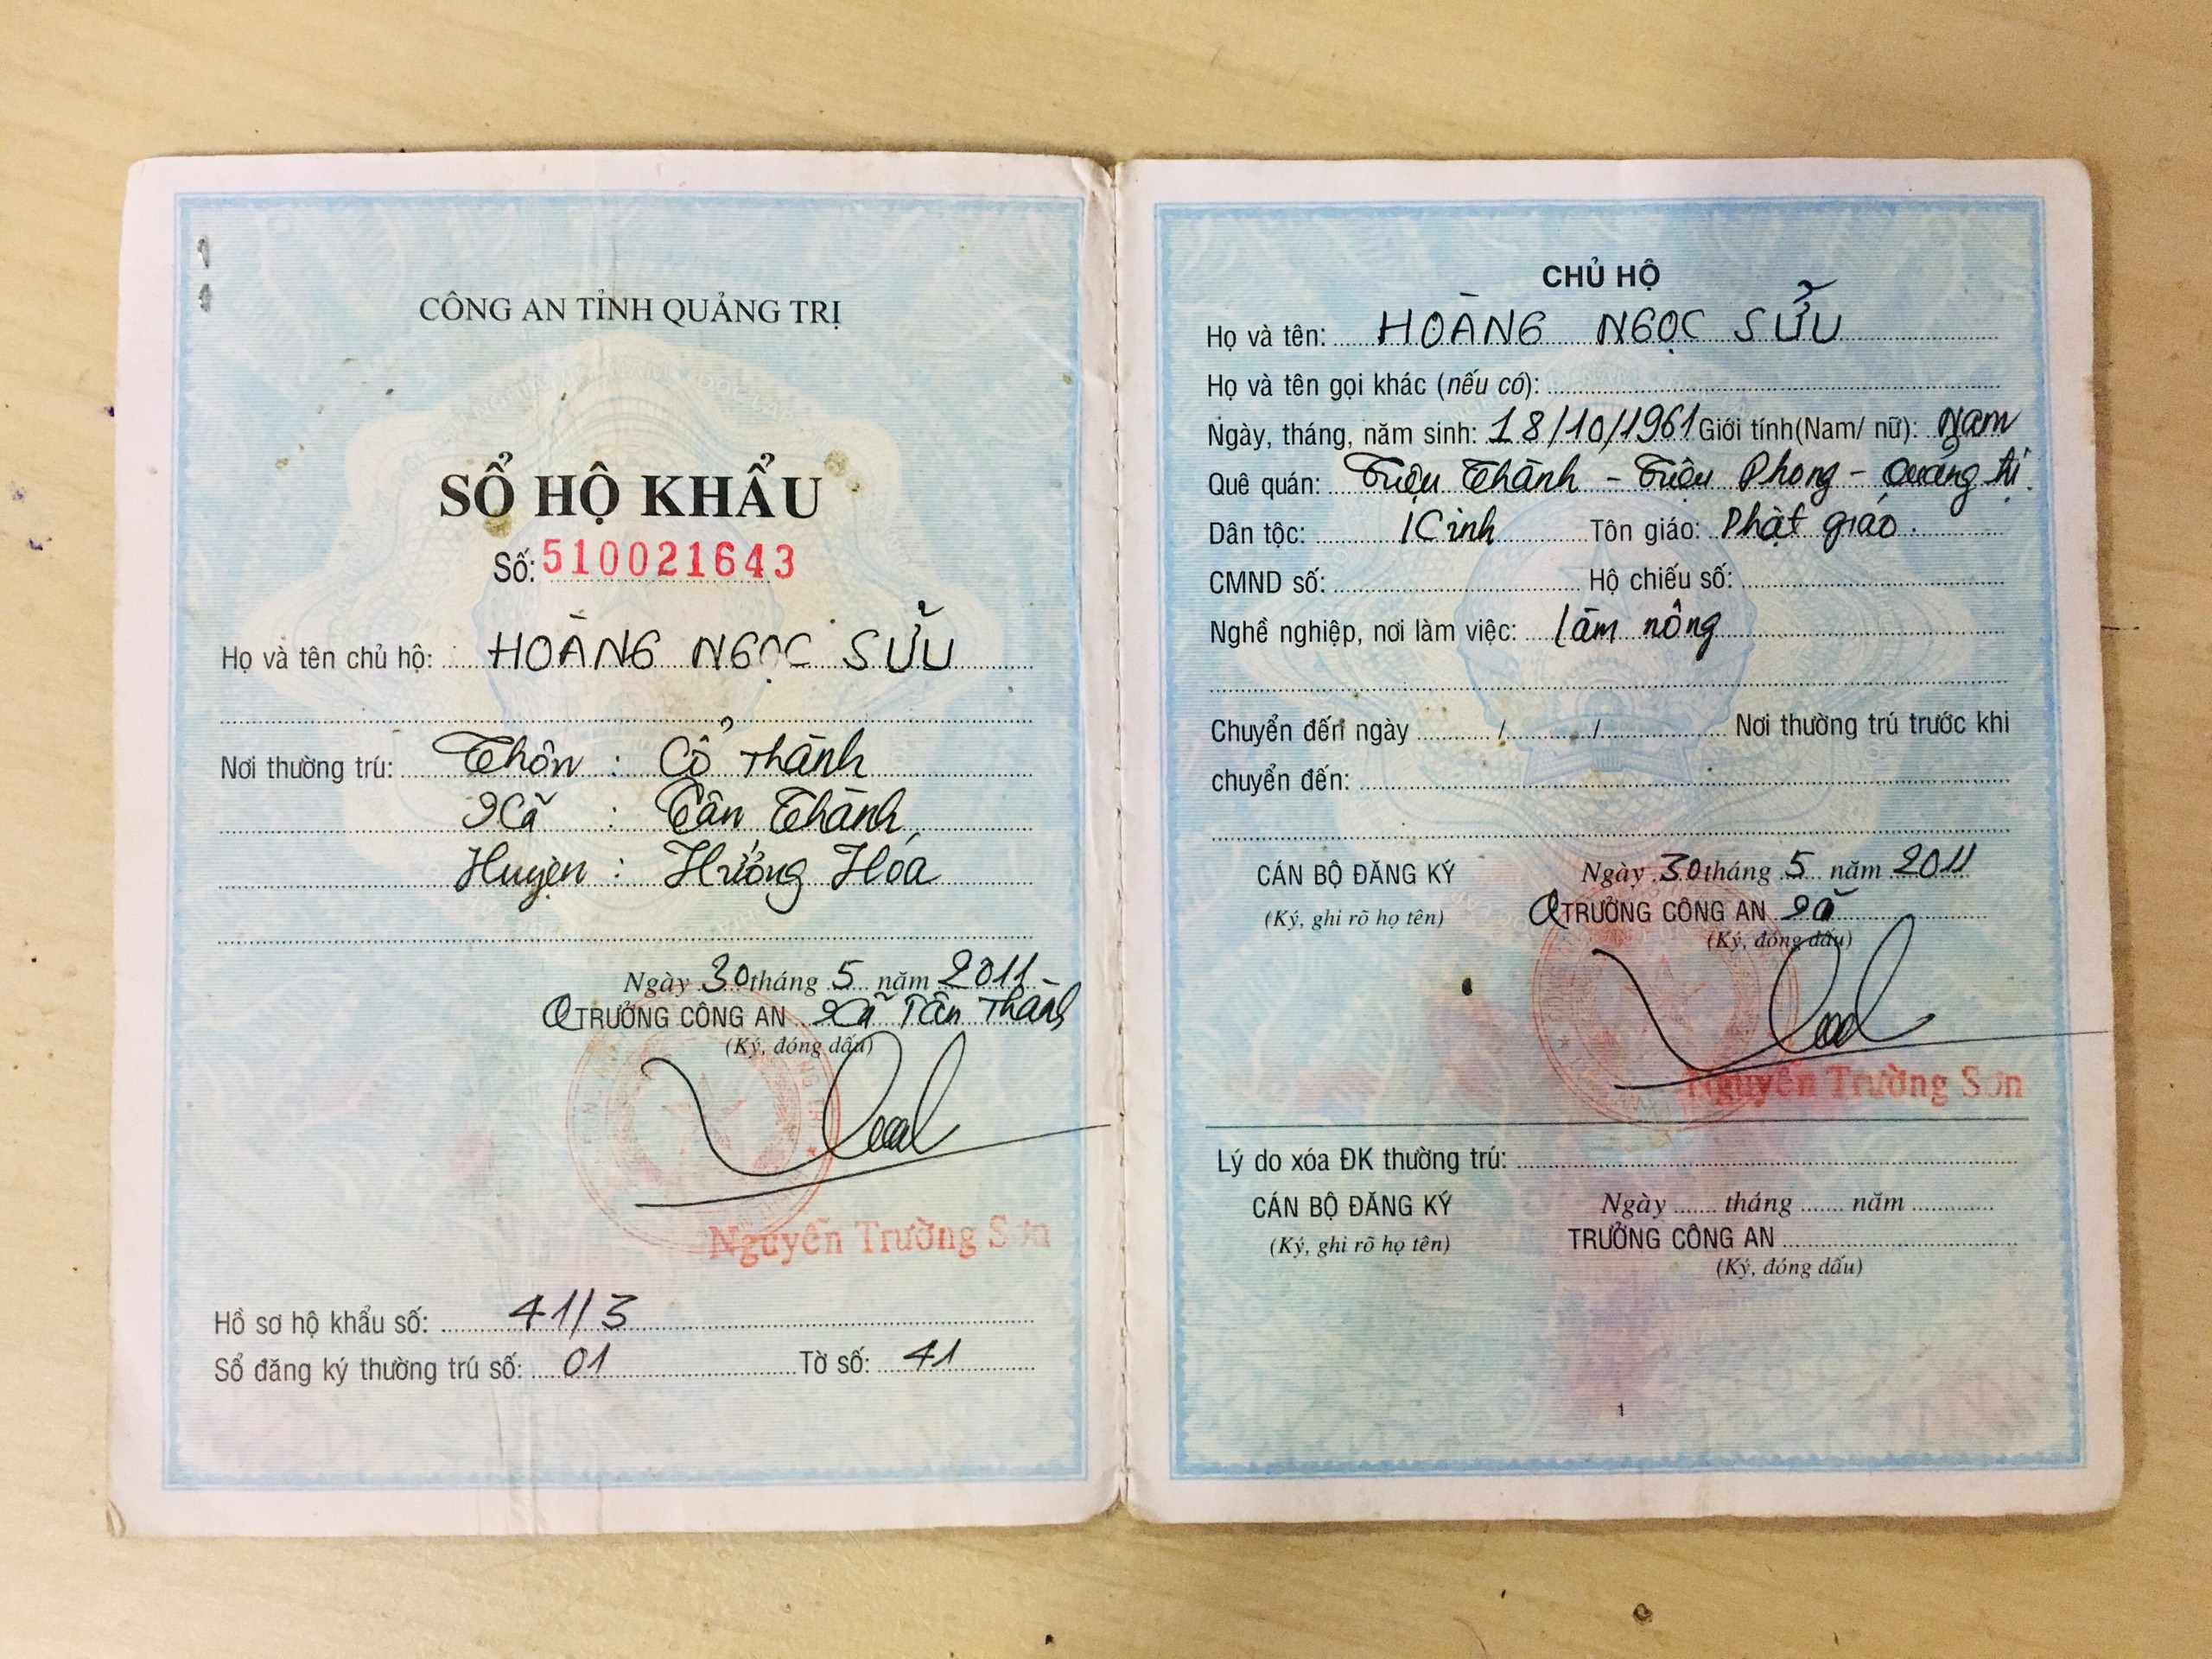 CÔNG AN TỈNH QUẢNG TRỊ
SỔ HỘ KHẨU
Số: 510021643
Họ và tên chủ hộ: HOÀNG NGỌC SỬU
Nơi thường trú: Thôn : Cổ Thành
Xã : Tân Thành
Huyện : Hướng Hóa
Ngày 30 tháng 5 năm 2011
Q TRƯỞNG CÔNG AN Xã Tân Thành
(Ký, đóng dấu)
Nguyễn Trường Sơn
Hồ sơ hộ khẩu số: 41/3
Sổ đăng ký thường trú số: 01 Tờ số: 41
CHỦ HỘ
Họ và tên: HOÀNG NGỌC SỬU
Họ và tên gọi khác (nếu có):
Ngày, tháng, năm sinh: 18/10/1961 Giới tính(Nam/ nữ): Nam
Quê quán: Triệu Thành - Triệu Phong - Quảng Trị.
Dân tộc: Kinh Tôn giáo: Phật giáo.
CMND số: Hộ chiếu số:
Nghề nghiệp, nơi làm việc: làm nông
Chuyển đến ngày / / Nơi thường trú trước khi
chuyển đến:
CÁN BỘ ĐĂNG KÝ Ngày 30 tháng 5 năm 2011
(Ký, ghi rõ họ tên) Q TRƯỞNG CÔNG AN xã
(Ký, đóng dấu)
Nguyễn Trường Sơn
Lý do xóa ĐK thường trú:
CÁN BỘ ĐĂNG KÝ Ngày tháng năm
(Ký, ghi rõ họ tên) TRƯỞNG CÔNG AN
(Ký, đóng dấu)
1